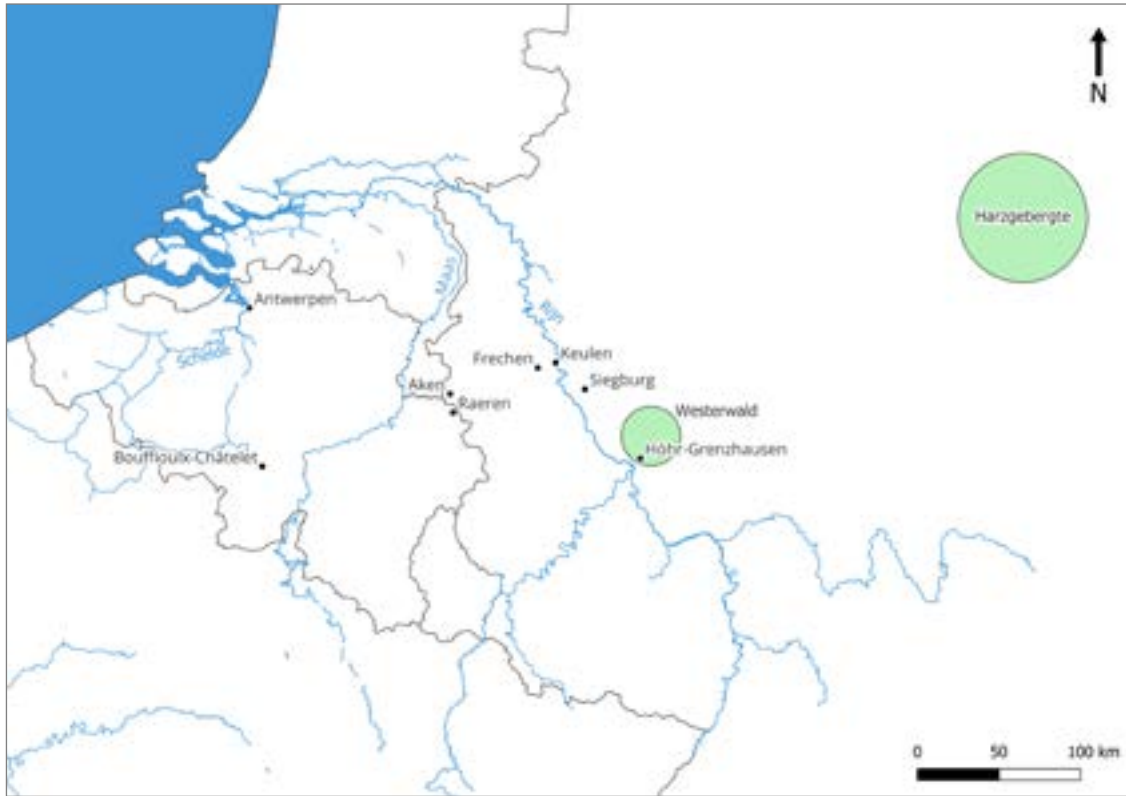 N
Harzgebergte
Maas
Antwerpen
Rijn
Schelde
Frechen
Keulen
Siegburg
Aken
Raeren
Westerwald
Höhr-Grenzhausen
Bouffioulx-Châtelet
0 50 100 km